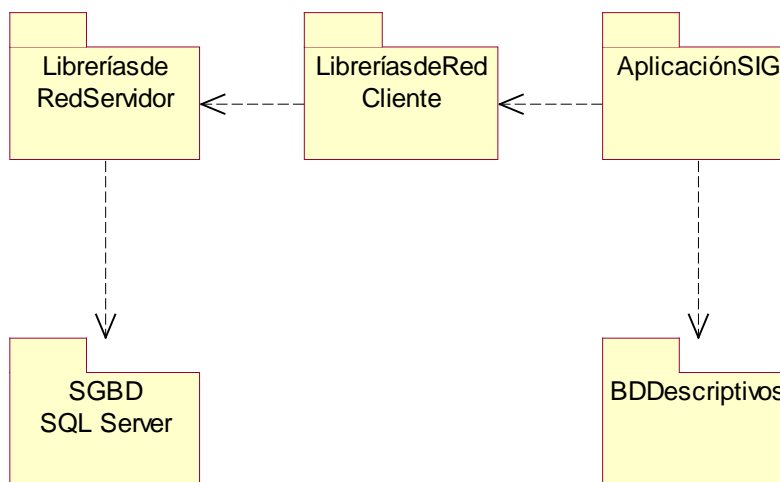 Libreríasde
RedServidor
LibreríasdeRed
Cliente
AplicaciónSIG
SGBD
SQL Server
BDDescriptivos